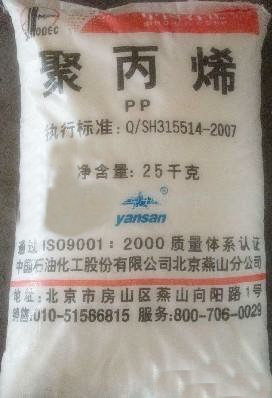 聚丙烯
PP
执行标准: Q/SH315514-2007
净含量: 25千克
yansan
通过ISO9001：2000质量体系认证
中国石油化工股份有限公司北京燕山分公司
地址:北京市房山区燕山向阳路1号
销售:010-51566815 服务:800-706-0029